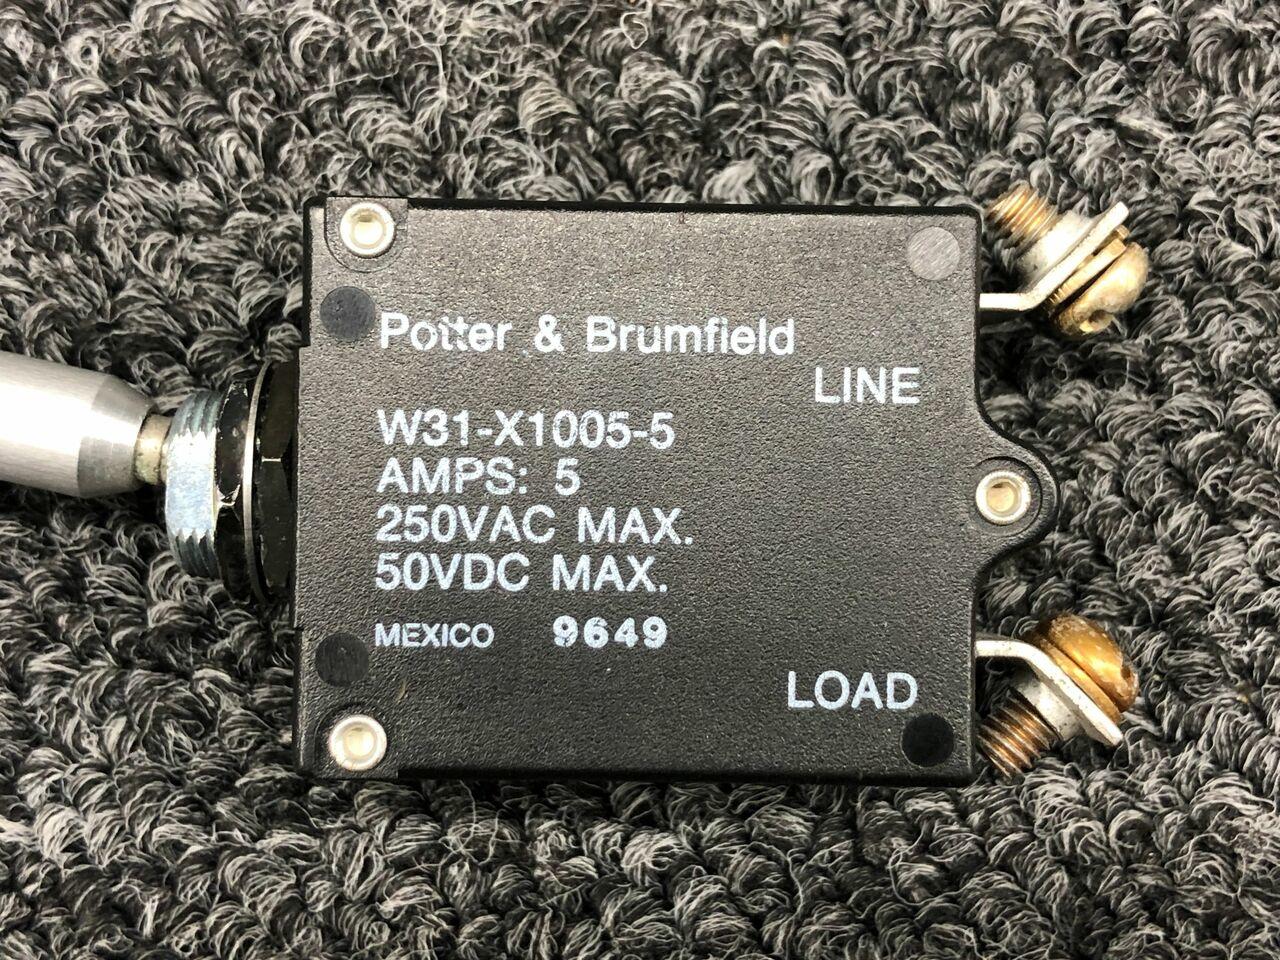 Potter & Brumfield
LINE
W31-X1005-5
AMPS: 5
250VAC MAX.
50VDC MAX.
MEXICO 9649
LOAD